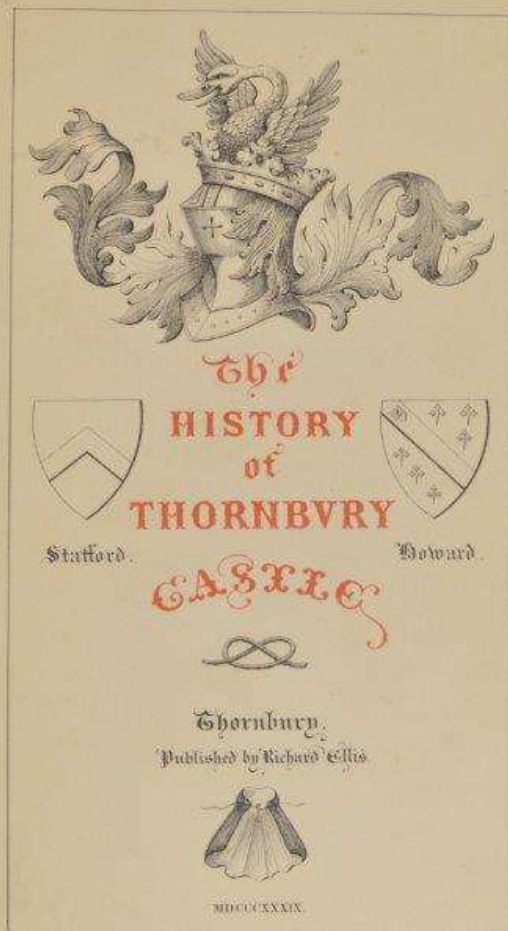 The
HISTORY
of
THORNBVRY
CASTLE
Stafford.
Howard.
Thornbury,
Published by Richard Ellis
MDCCCXXXIX.